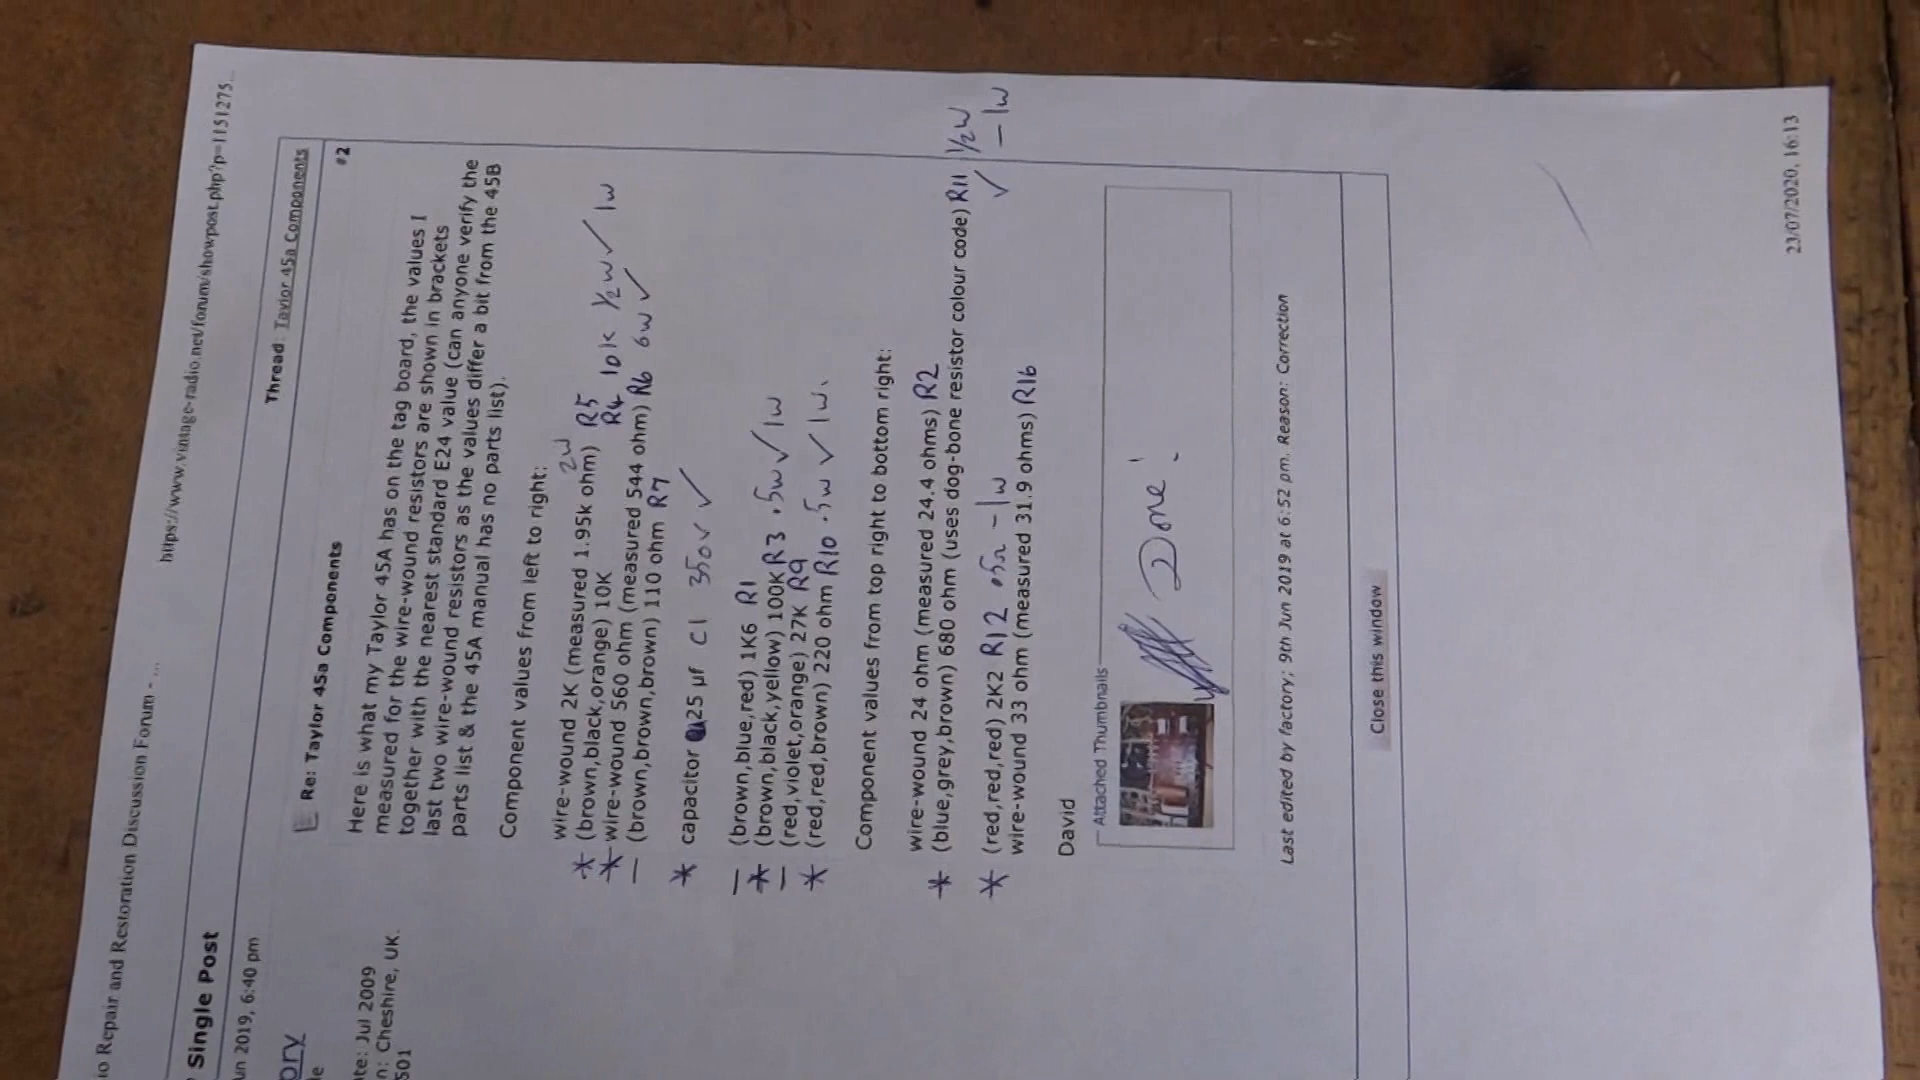 io Repair and Restoration Discussion Forum - ...
https://www.vintage-radio.net/forum/showpost.php?p=1151275...
Single Post
Thread: Taylor 45a Components
un 2019, 6:40 pm
#2
ory
le
te: Jul 2009
n: Cheshire, UK.
501
Re: Taylor 45a Components
Here is what my Taylor 45A has on the tag board, the values I
measured for the wire-wound resistors are shown in brackets
together with the nearest standard E24 value (can anyone verify the
last two wire-wound resistors as the values differ a bit from the 45B
parts list & the 45A manual has no parts list).
Component values from left to right:
wire-wound 2K (measured 1.95k ohm) 2W R5
* (brown,black,orange) 10K R4 10K 1/2W ✓ 1W
* wire-wound 560 ohm (measured 544 ohm) R6 6W ✓
— (brown,brown,brown) 110 ohm R7
* capacitor 25 µf C1 350V ✓
— (brown,blue,red) 1K6 R1
* (brown,black,yellow) 100K R3 .5W ✓ 1W
— (red,violet,orange) 27K R9
* (red,red,brown) 220 ohm R10 .5W ✓ 1W.
Component values from top right to bottom right:
wire-wound 24 ohm (measured 24.4 ohms) R2
* (blue,grey,brown) 680 ohm (uses dog-bone resistor colour code) R11 1/2W
✓ — 1W
* (red,red,red) 2K2 R12 — 1W
wire-wound 33 ohm (measured 31.9 ohms) R16
David
Attached Thumbnails
Done!
Last edited by factory; 9th Jun 2019 at 6:52 pm. Reason: Correction
Close this window
23/07/2020, 16:13